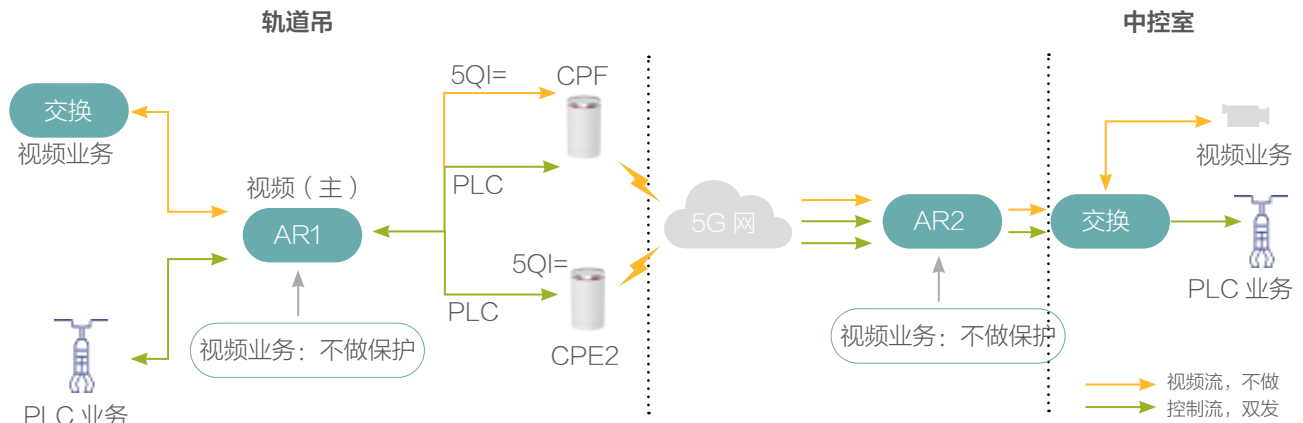 轨道吊
中控室
5QI=
CPF
交换
视频业务
视频（主）
PLC
视频业务
AR1
5G 网
AR2
交换
5QI=
PLC
PLC 业务
视频业务：不做保护
视频业务：不做保护
CPE2
PLC 业务
视频流，不做
控制流，双发